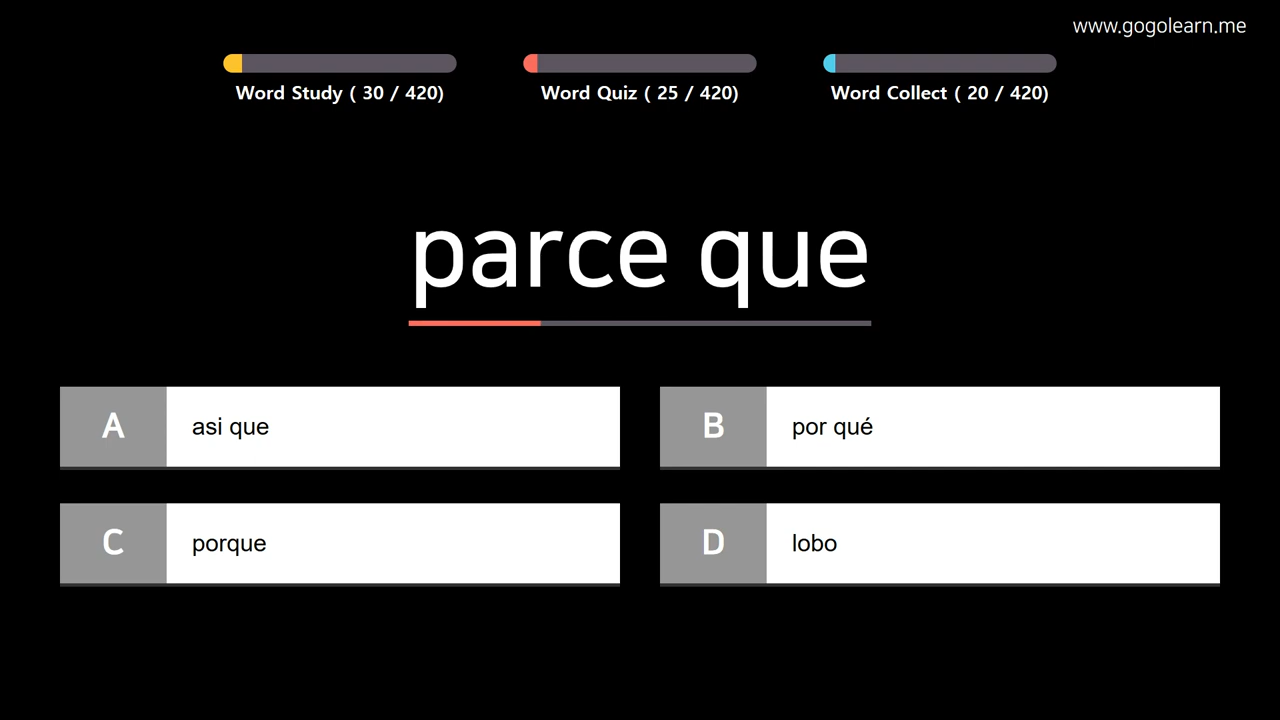 www.gogolearn.me
Word Study ( 30 / 420)
Word Quiz ( 25 / 420)
Word Collect ( 20 / 420)
parce que
A
asi que
B
por qué
C
porque
D
lobo